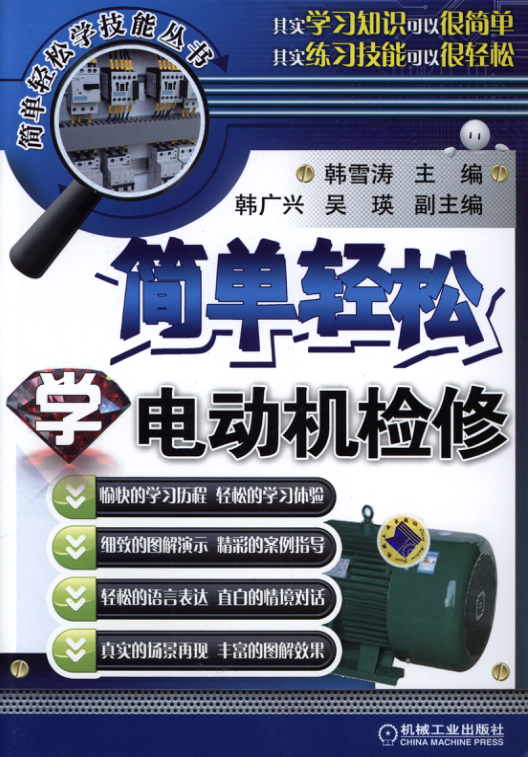 简单轻松学技能丛书
其实学习知识可以很简单
其实练习技能可以很轻松
韩雪涛 主 编
韩广兴 吴 瑛 副主编
简单轻松
学 电动机检修
愉快的学习历程 轻松的学习体验
细致的图解演示 精彩的案例指导
轻松的语言表达 直白的情境对话
真实的场景再现 丰富的图解效果
机械工业出版社
CHINA MACHINE PRESS